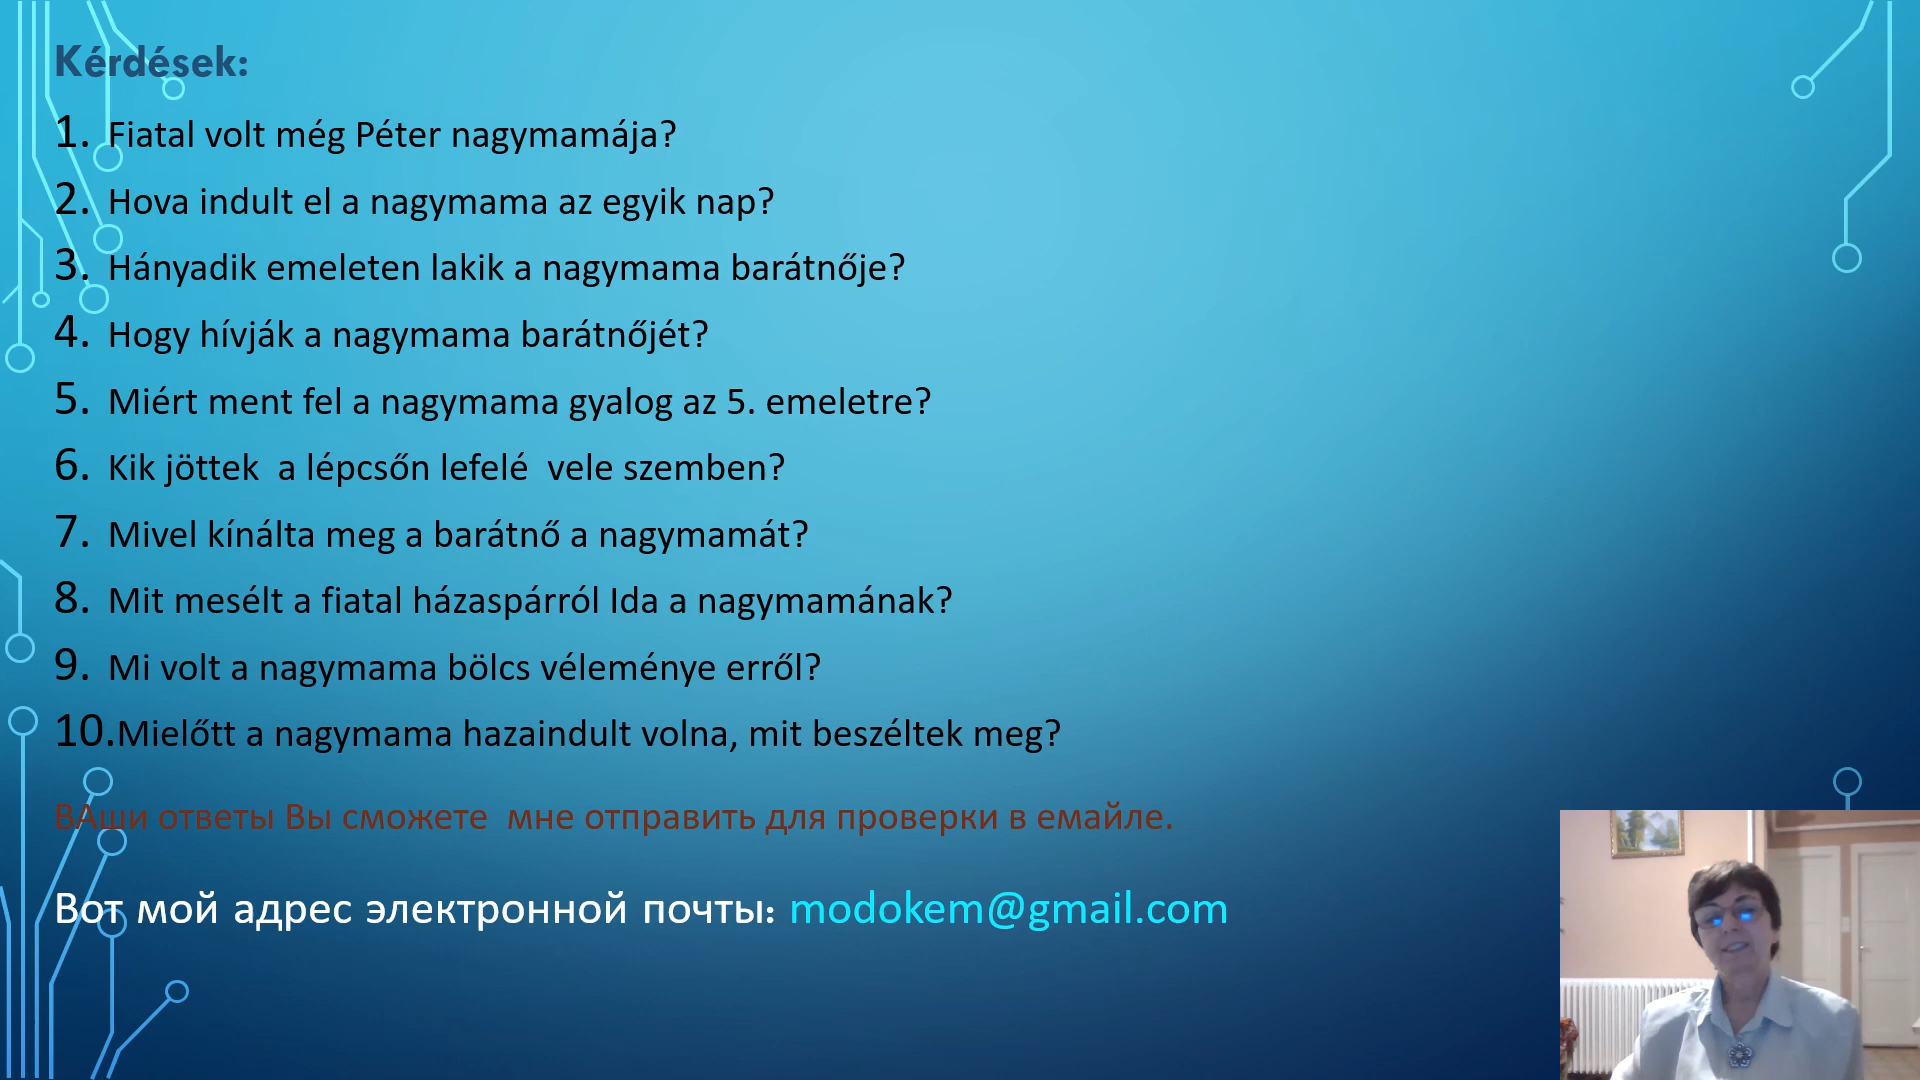 Kérdések:
1. Fiatal volt még Péter nagymamája?
2. Hova indult el a nagymama az egyik nap?
3. Hányadik emeleten lakik a nagymama barátnője?
4. Hogy hívják a nagymama barátnőjét?
5. Miért ment fel a nagymama gyalog az 5. emeletre?
6. Kik jöttek a lépcsőn lefelé vele szemben?
7. Mivel kínálta meg a barátnő a nagymamát?
8. Mit mesélt a fiatal házaspárról Ida a nagymamának?
9. Mi volt a nagymama bölcs véleménye erről?
10.Mielőtt a nagymama hazaindult volna, mit beszéltek meg?
ВАши ответы Вы сможете мне отправить для проверки в емайле.
Вот мой адрес электронной почты: modokem@gmail.com